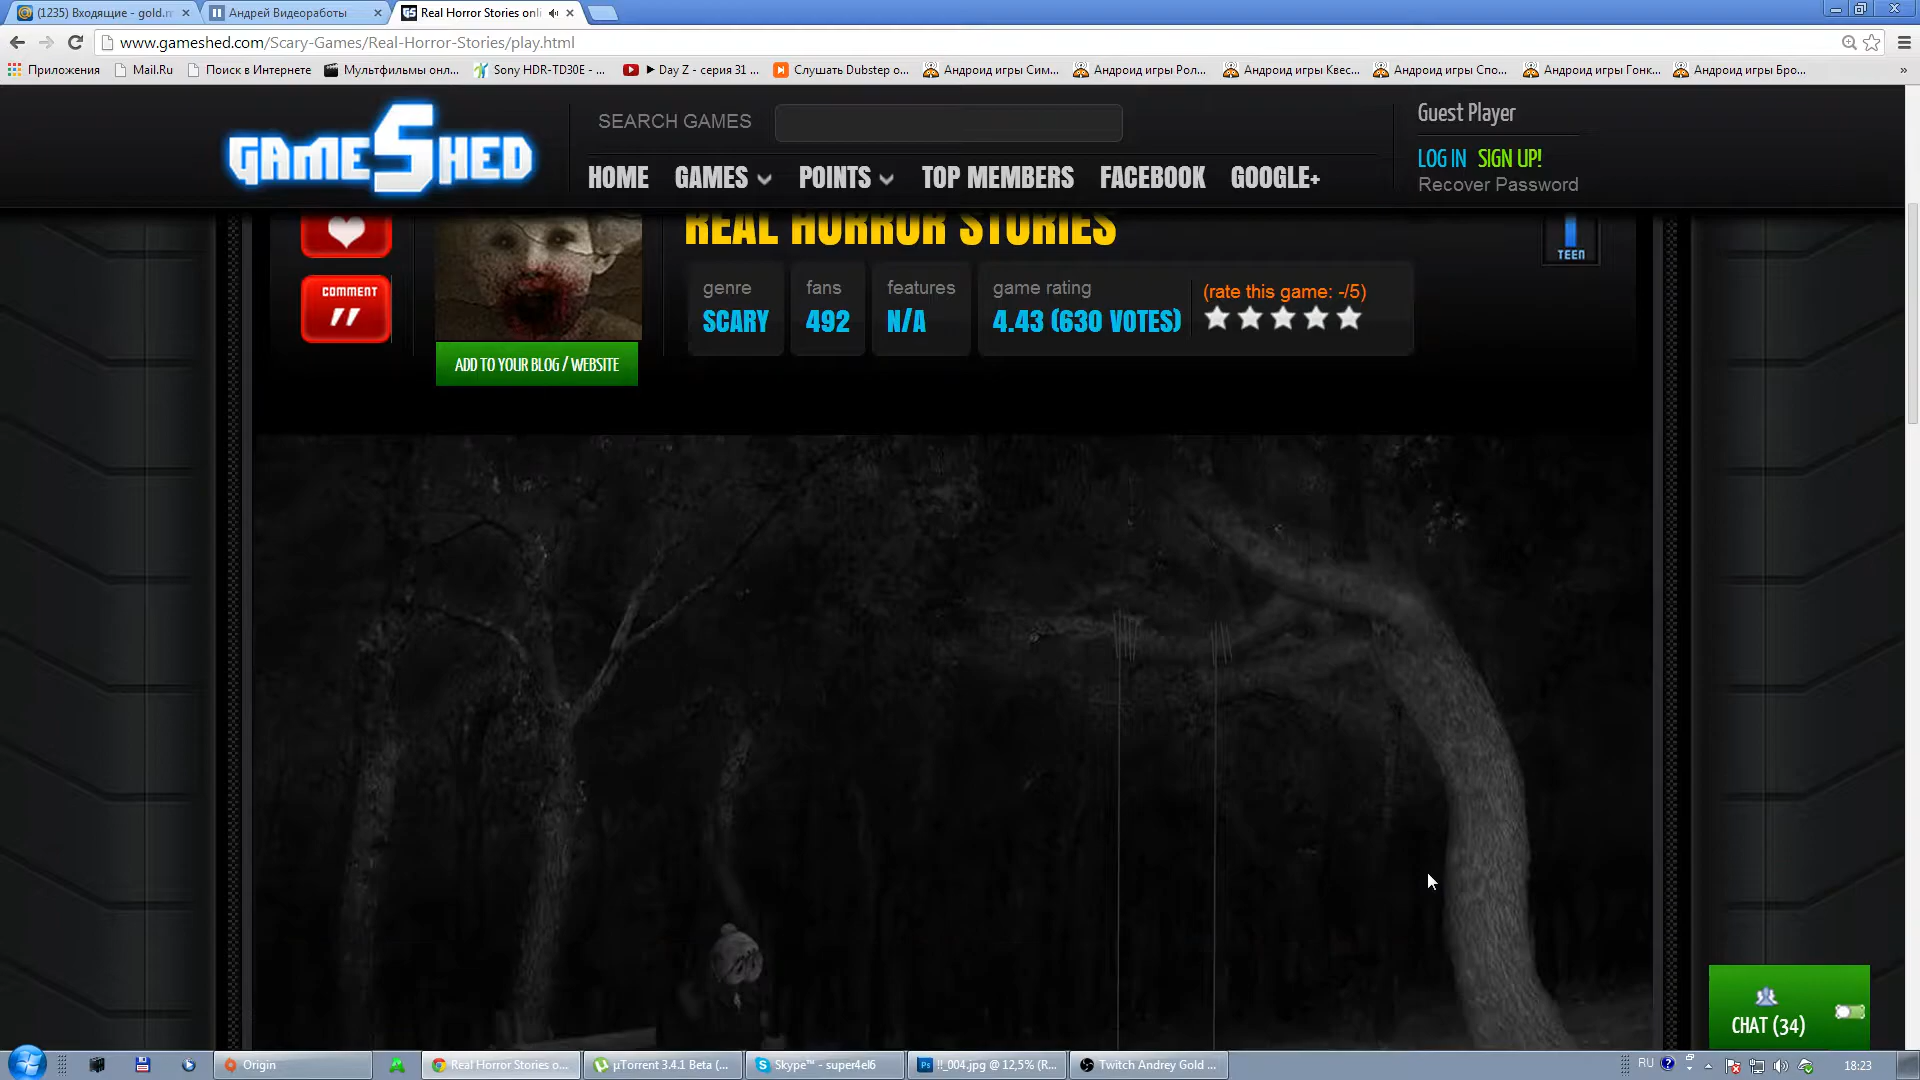 (1235) Входящие - gold.m
Андрей Видеоработы
Real Horror Stories onli
www.gameshed.com/Scary-Games/Real-Horror-Stories/play.html
Приложения
Mail.Ru
Поиск в Интернете
Мультфильмы онл...
Sony HDR-TD30E - ...
► Day Z - серия 31 ...
Слушать Dubstep о...
Андроид игры Сим...
Андроид игры Рол...
Андроид игры Квес...
Андроид игры Спо...
Андроид игры Гонк...
Андроид игры Бро...
»
GAMESHED
SEARCH GAMES
Guest Player
LOG IN SIGN UP!
Recover Password
HOME GAMES POINTS TOP MEMBERS FACEBOOK GOOGLE+
REAL HORROR STORIES
TEEN
COMMENT
genre
SCARY
fans
492
features
N/A
game rating
4.43 (630 VOTES)
(rate this game: -/5)
ADD TO YOUR BLOG / WEBSITE
CHAT (34)
Origin
Real Horror Stories o...
µTorrent 3.4.1 Beta (...
Skype™ - super4el6
!!_004.jpg @ 12,5% (R...
Twitch Andrey Gold ...
RU
18:23